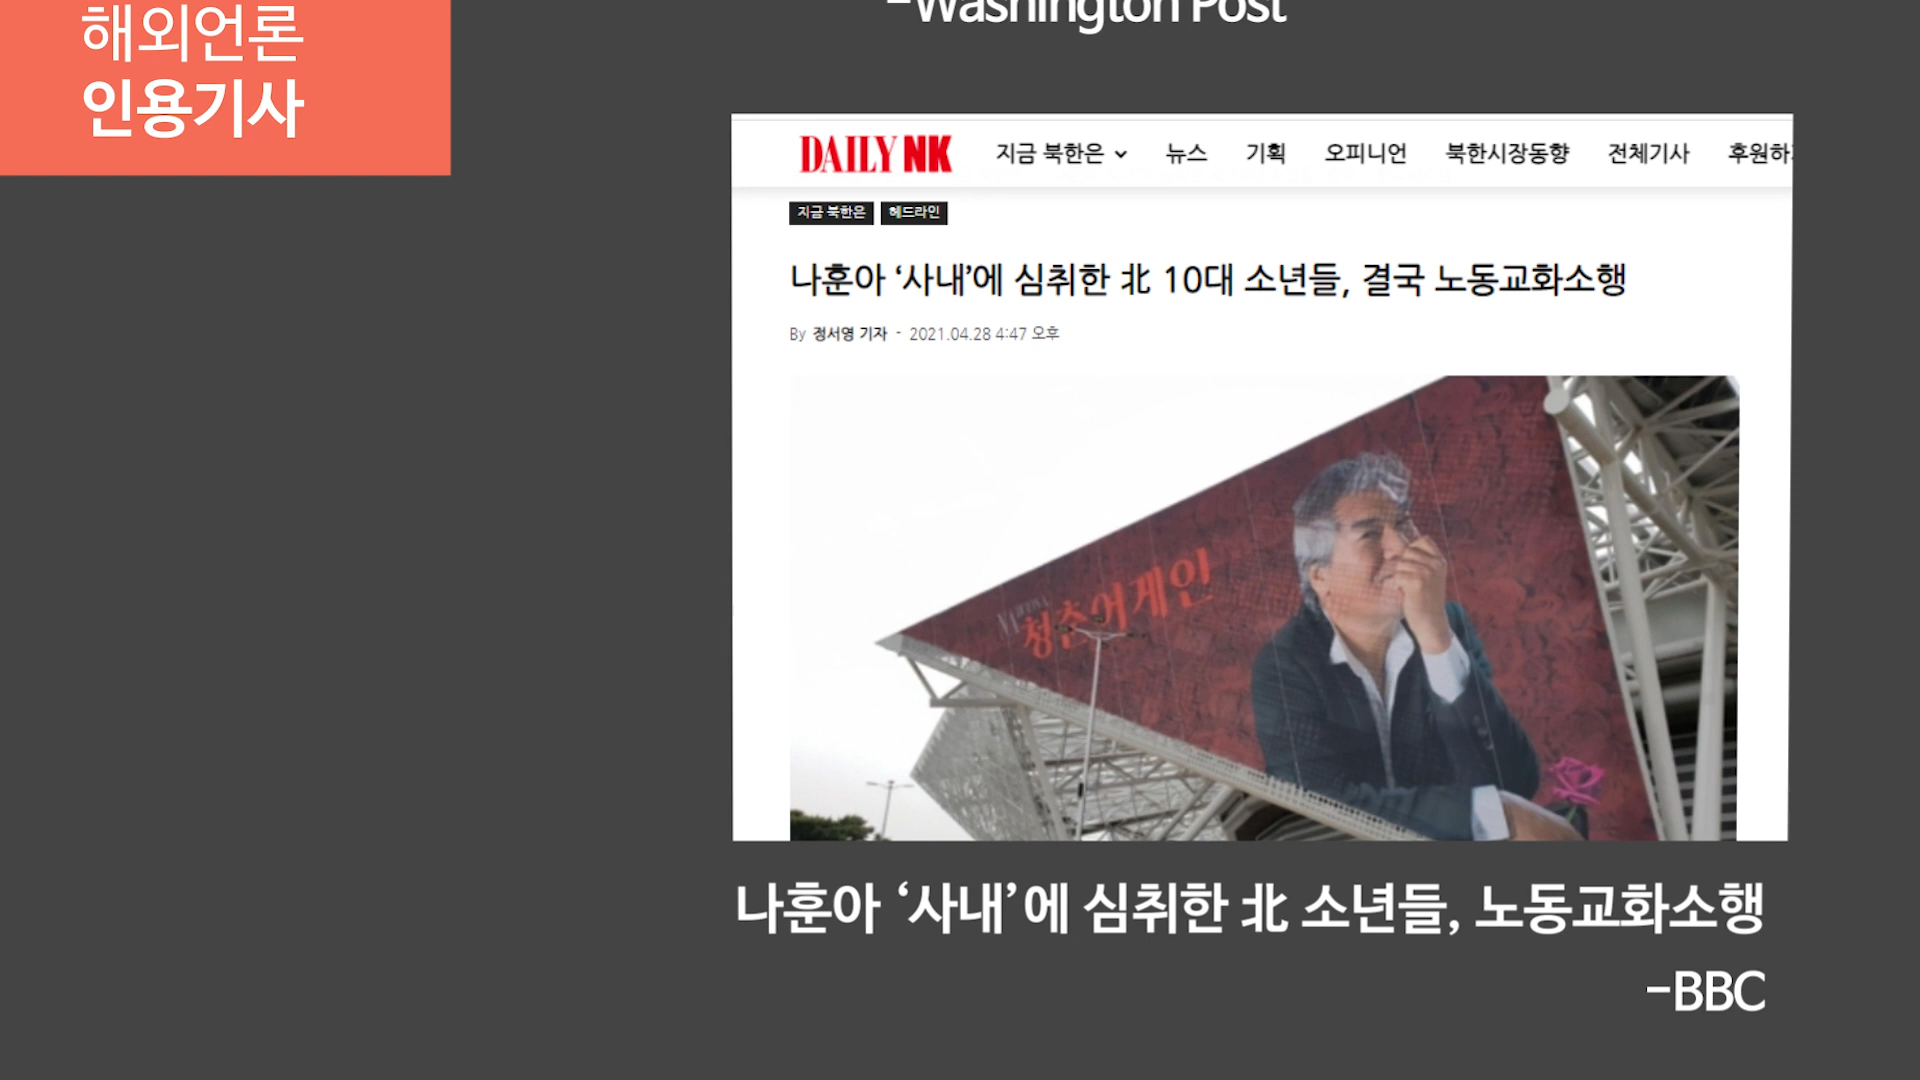 해외언론
인용기사
-Washington Post
DAILY NK 지금 북한은 뉴스 기획 오피니언 북한시장동향 전체기사
지금 북한은 헤드라인
나훈아 ‘사내’에 심취한 北 10대 소년들, 결국 노동교화소행
By 정서영 기자 - 2021.04.28 4:47 오후
청춘어게인
나훈아 ‘사내’에 심취한 北 소년들, 노동교화소행
-BBC